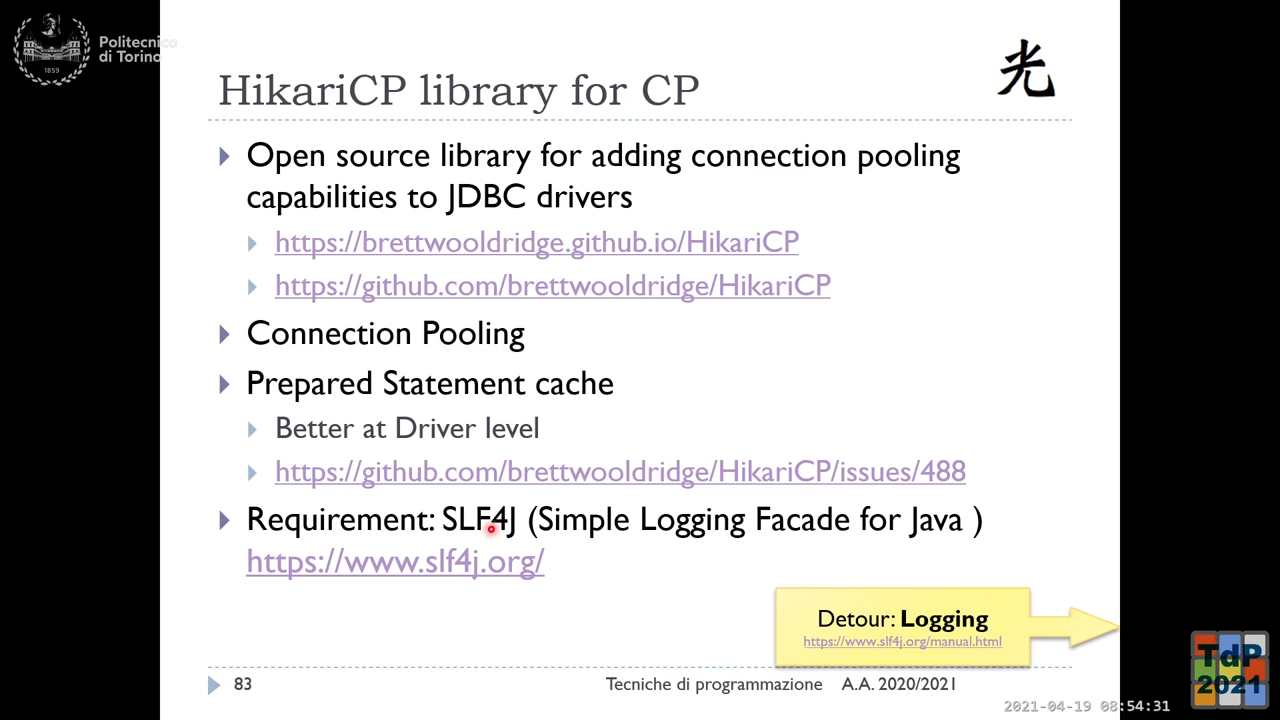 Politecnico
di Torino
1859
HikariCP library for CP
光
Open source library for adding connection pooling
capabilities to JDBC drivers
https://brettwooldridge.github.io/HikariCP
https://github.com/brettwooldridge/HikariCP
Connection Pooling
Prepared Statement cache
Better at Driver level
https://github.com/brettwooldridge/HikariCP/issues/488
Requirement: SLF4J (Simple Logging Facade for Java )
https://www.slf4j.org/
Detour: Logging
https://www.slf4j.org/manual.html
83
Tecniche di programmazione A.A. 2020/2021
TdP
2021
2021-04-19 08:54:31